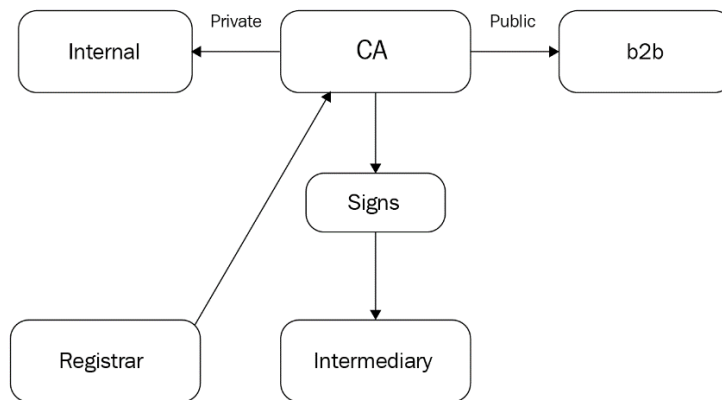 Private
Public
Internal
CA
b2b
Signs
Registrar
Intermediary